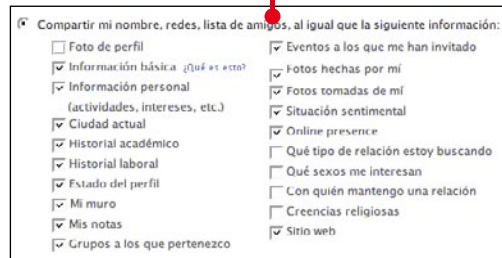 Compartir mi nombre, redes, lista de amigos, al igual que la siguiente información:
Foto de perfil
Información básica ¿Qué es esto?
Información personal
(actividades, intereses, etc.)
Ciudad actual
Historial académico
Historial laboral
Estado del perfil
Mi muro
Mis notas
Grupos a los que pertenezco
Eventos a los que me han invitado
Fotos hechas por mí
Fotos tomadas de mí
Situación sentimental
Online presence
Qué tipo de relación estoy buscando
Qué sexos me interesan
Con quién mantengo una relación
Creencias religiosas
Sitio web